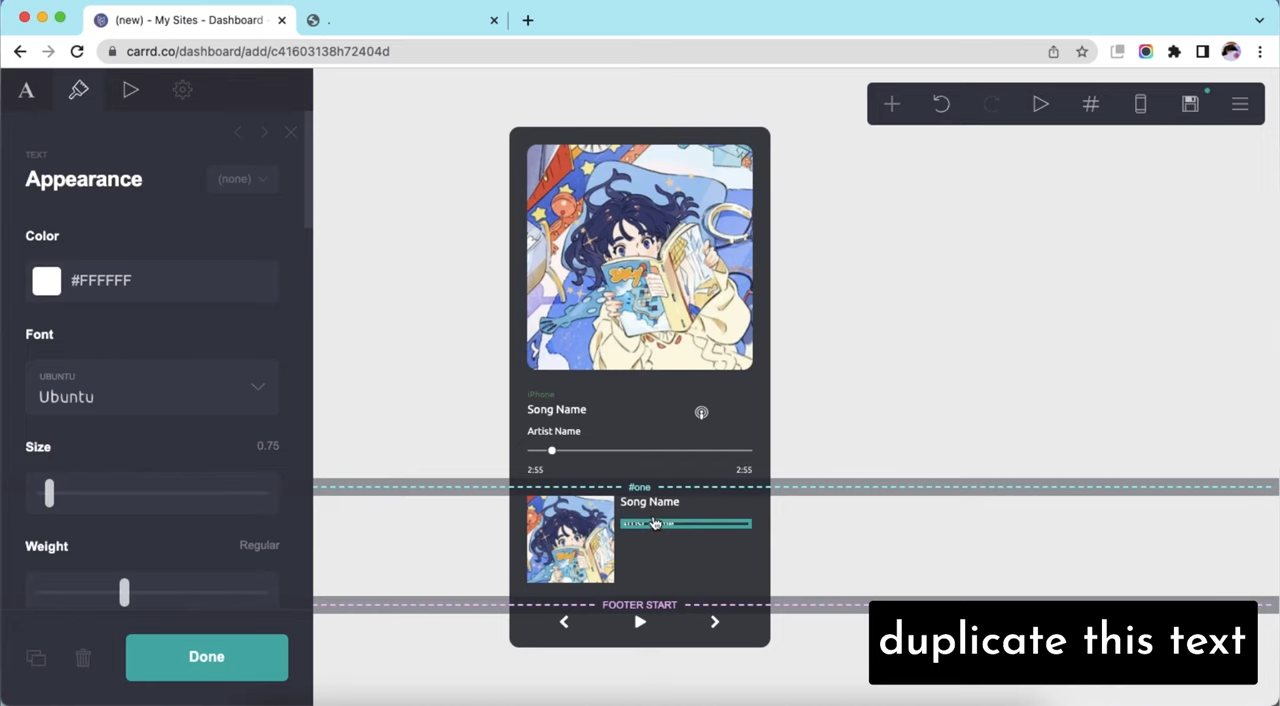 (new) - My Sites - Dashboard -
.
carrd.co/dashboard/add/c41603138h72404d
A
TEXT
Appearance
(none)
Color
#FFFFFF
Font
UBUNTU
Ubuntu
Size
0.75
Weight
Regular
Done
iPhone
Song Name
Artist Name
2:55
2:55
#one
Song Name
Artist Name
FOOTER START
duplicate this text